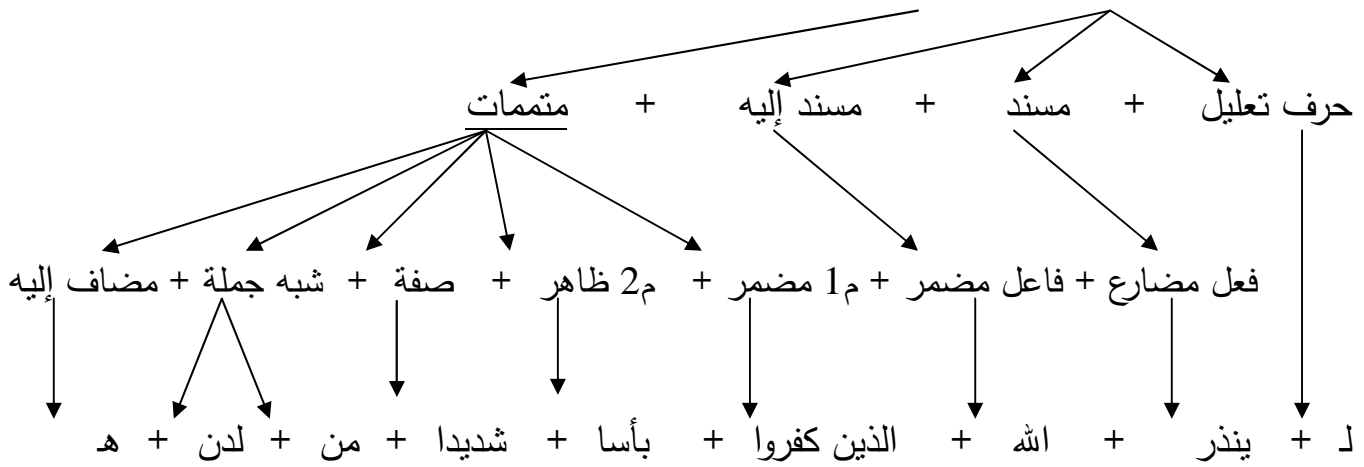 حرف تعليل + مسند + مسند إليه + متممات
فعل مضارع + فاعل مضمر + م1 مضمر + م2 ظاهر + صفة + شبه جملة + مضاف إليه
لـ + ينذر + الله + الذين كفروا + بأسا + شديدا + من + لدن + هـ